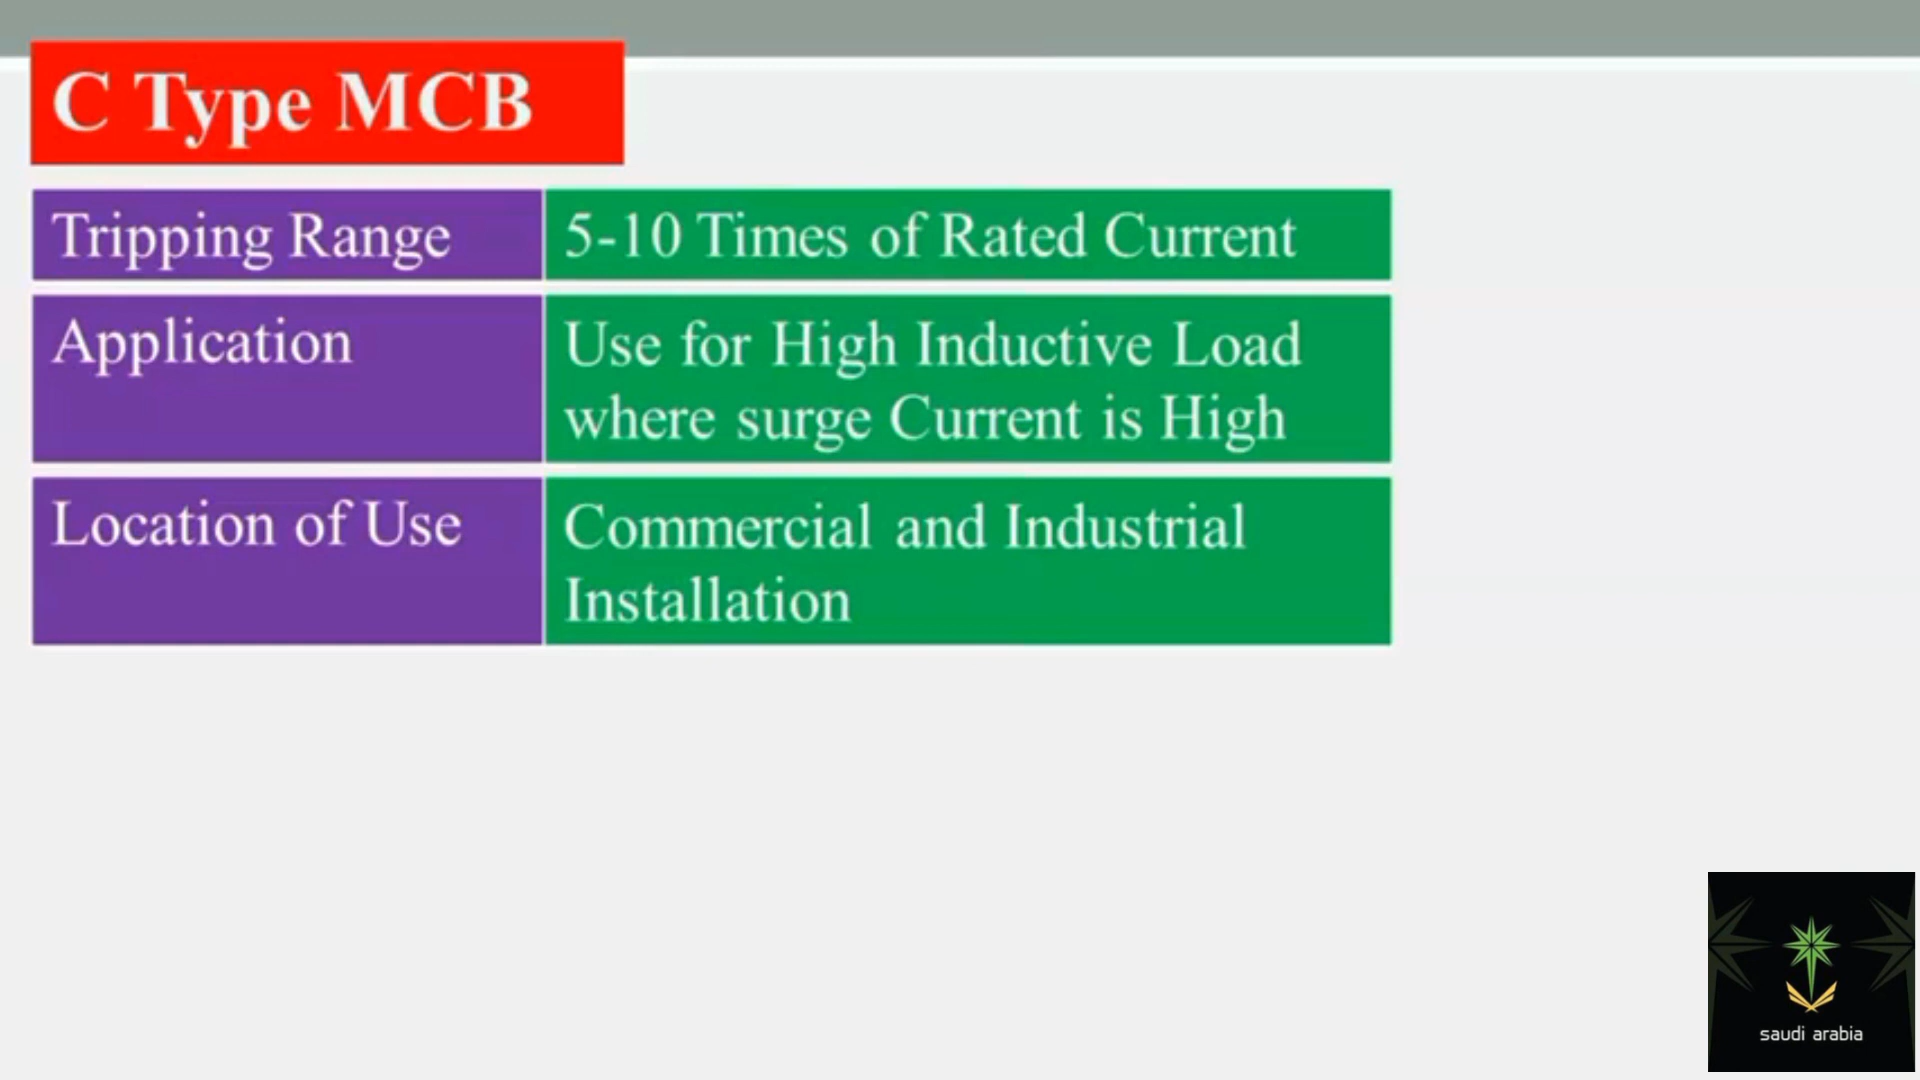 C Type MCB
Tripping Range
5-10 Times of Rated Current
Application
Use for High Inductive Load
where surge Current is High
Location of Use
Commercial and Industrial
Installation
saudi arabia